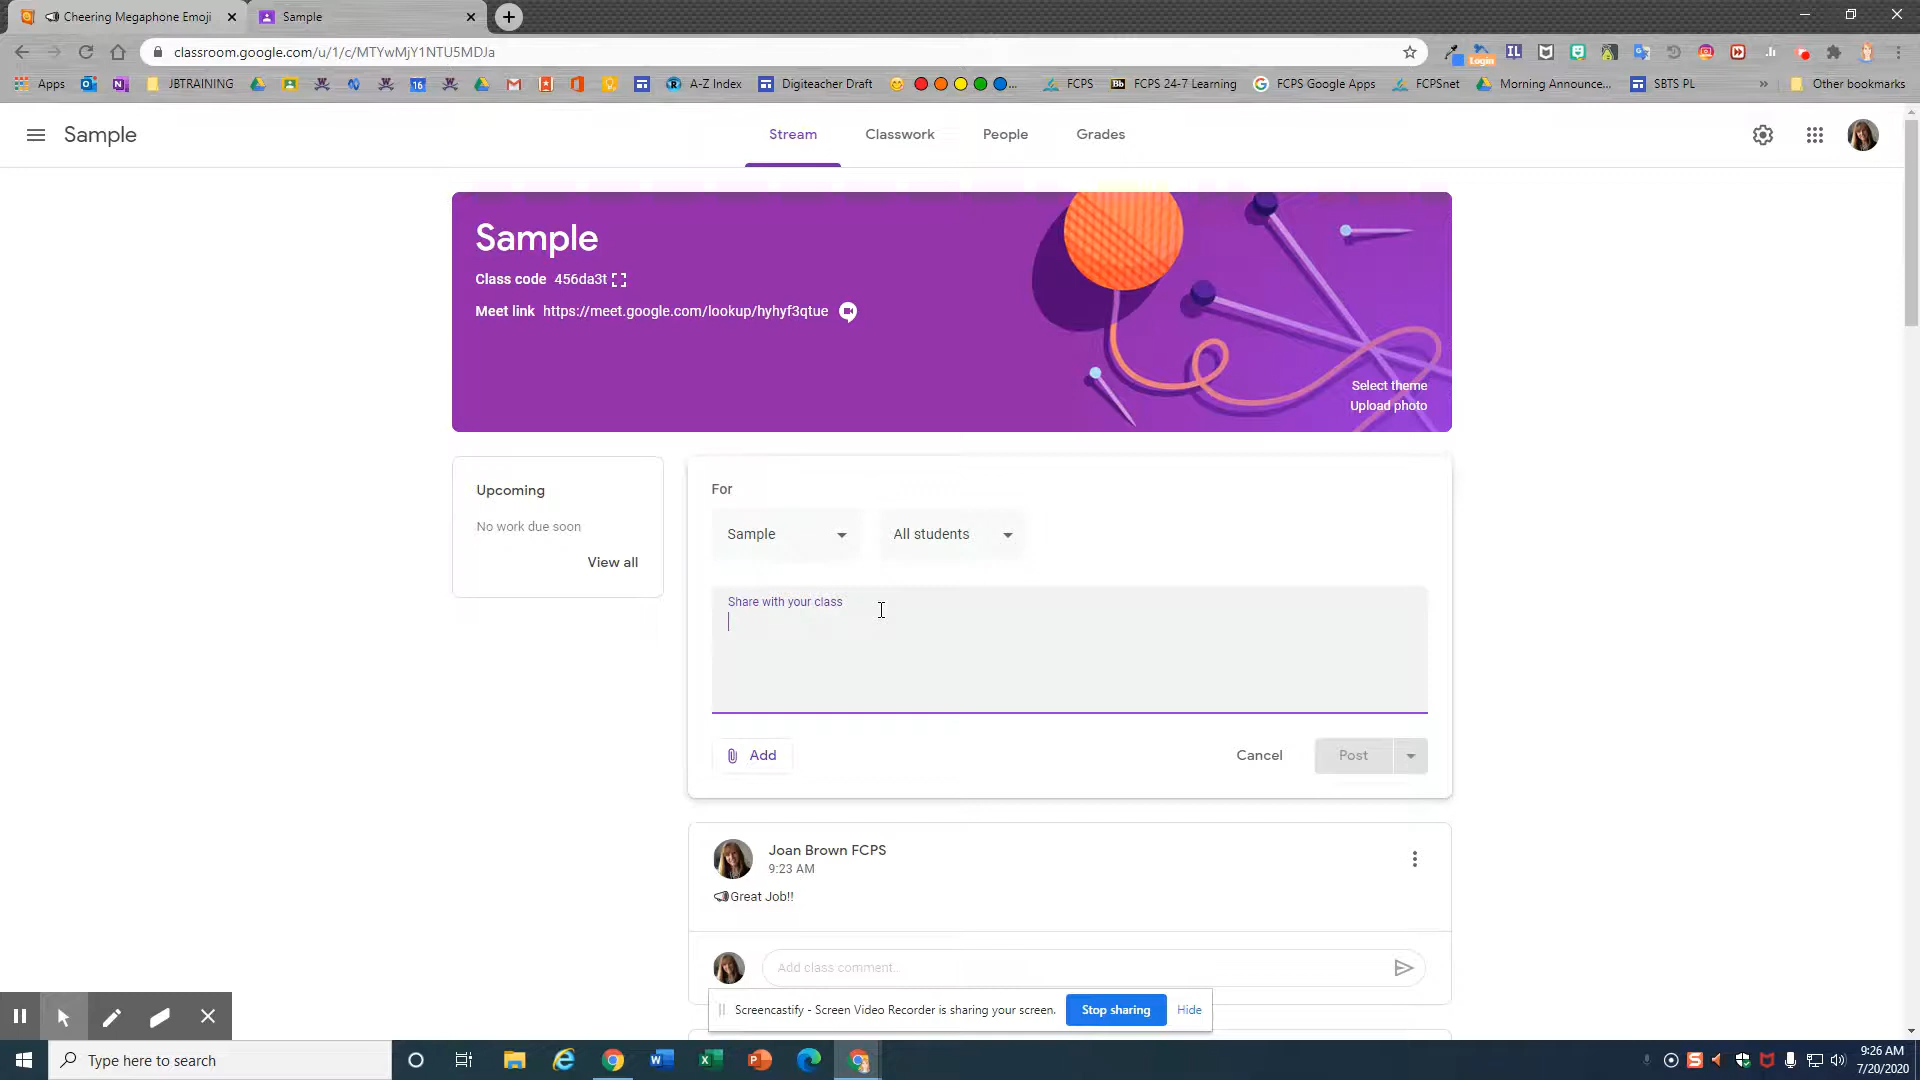 Cheering Megaphone Emoji
Sample
classroom.google.com/u/1/c/MTYwMjY1NTU5MDJa
Login
Apps
JBTRAINING
16
A-Z Index
Digiteacher Draft
...
FCPS
Bb FCPS 24-7 Learning
FCPS Google Apps
FCPSnet
Morning Announce...
SBTS PL
»
Other bookmarks
Sample
Stream
Classwork
People
Grades
Sample
Class code 456da3t
Meet link https://meet.google.com/lookup/hyhyf3qtue
Select theme
Upload photo
Upcoming
No work due soon
View all
For
Sample
All students
Share with your class
Add
Cancel
Post
Joan Brown FCPS
9:23 AM
📣Great Job!!
Add class comment...
Screencastify - Screen Video Recorder is sharing your screen.
Stop sharing
Hide
Type here to search
9:26 AM
7/20/2020